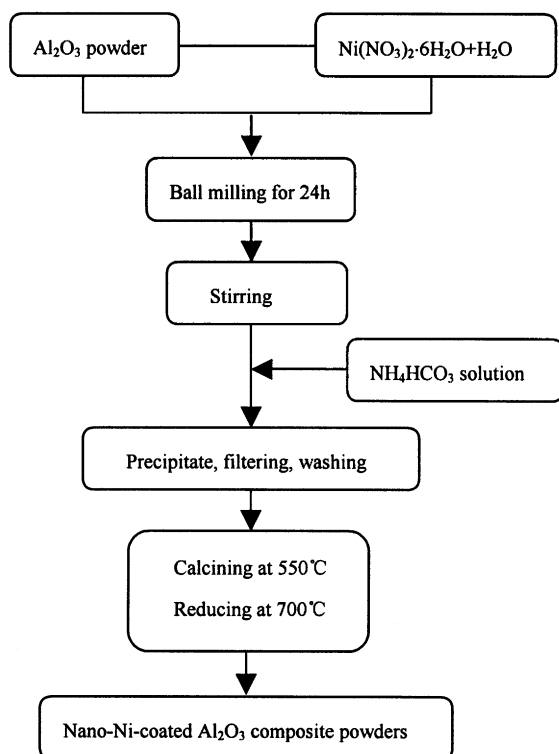 Al₂O₃ powder
Ni(NO₃)₂·6H₂O+H₂O
Ball milling for 24h
Stirring
NH₄HCO₃ solution
Precipitate, filtering, washing
Calcining at 550℃
Reducing at 700℃
Nano-Ni-coated Al₂O₃ composite powders